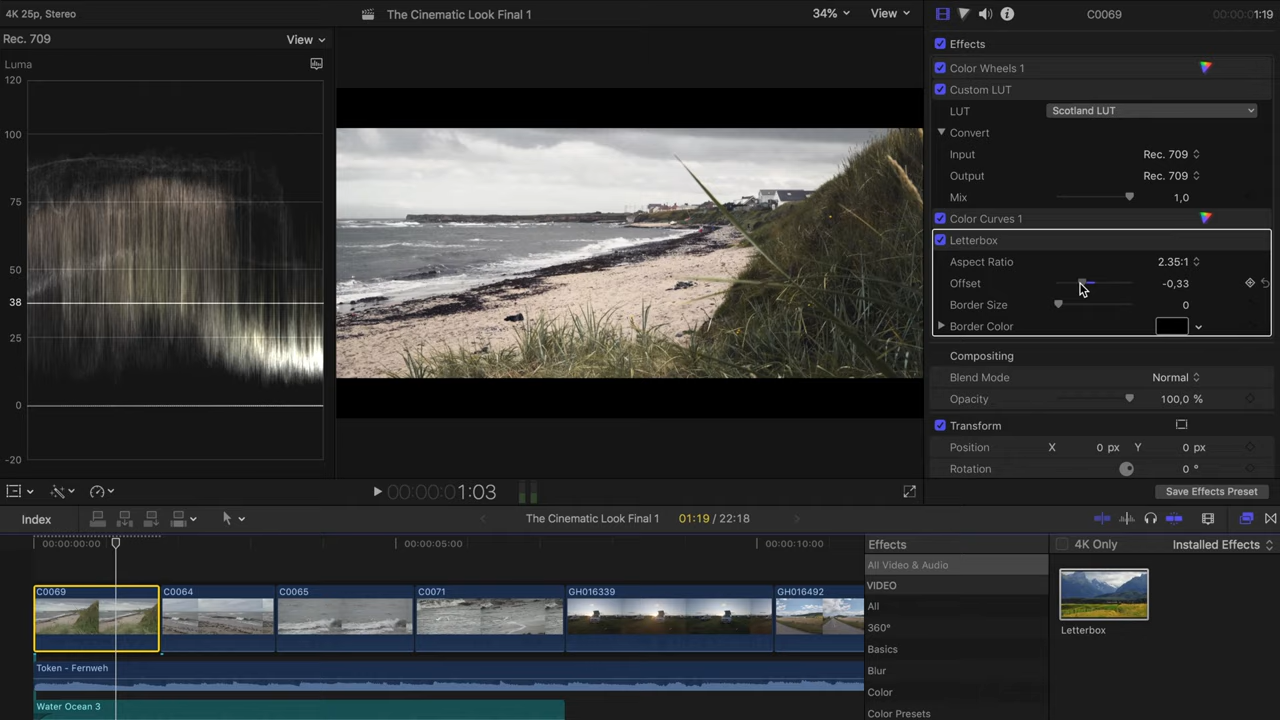 4K 25p, Stereo
The Cinematic Look Final 1
34%
View
C0069
00:00:01:19
Rec. 709
View
Effects
Luma
Color Wheels 1
Custom LUT
LUT
Scotland LUT
Convert
Input
Rec. 709
Output
Rec. 709
Mix
1,0
Color Curves 1
Letterbox
Aspect Ratio
2.35:1
Offset
-0,33
Border Size
0
Border Color
Compositing
Blend Mode
Normal
Opacity
100,0 %
Transform
Position
X
0 px
Y
0 px
Rotation
0 °
120
100
75
50
38
25
0
-20
00:00:01:03
Save Effects Preset
Index
The Cinematic Look Final 1
01:19 / 22:18
00:00:00:00
00:00:05:00
00:00:10:00
Effects
4K Only
Installed Effects
All Video & Audio
VIDEO
All
360°
Basics
Blur
Color
Color Presets
Letterbox
C0069
C0064
C0065
C0071
GH016339
GH016492
Token - Fernweh
Water Ocean 3